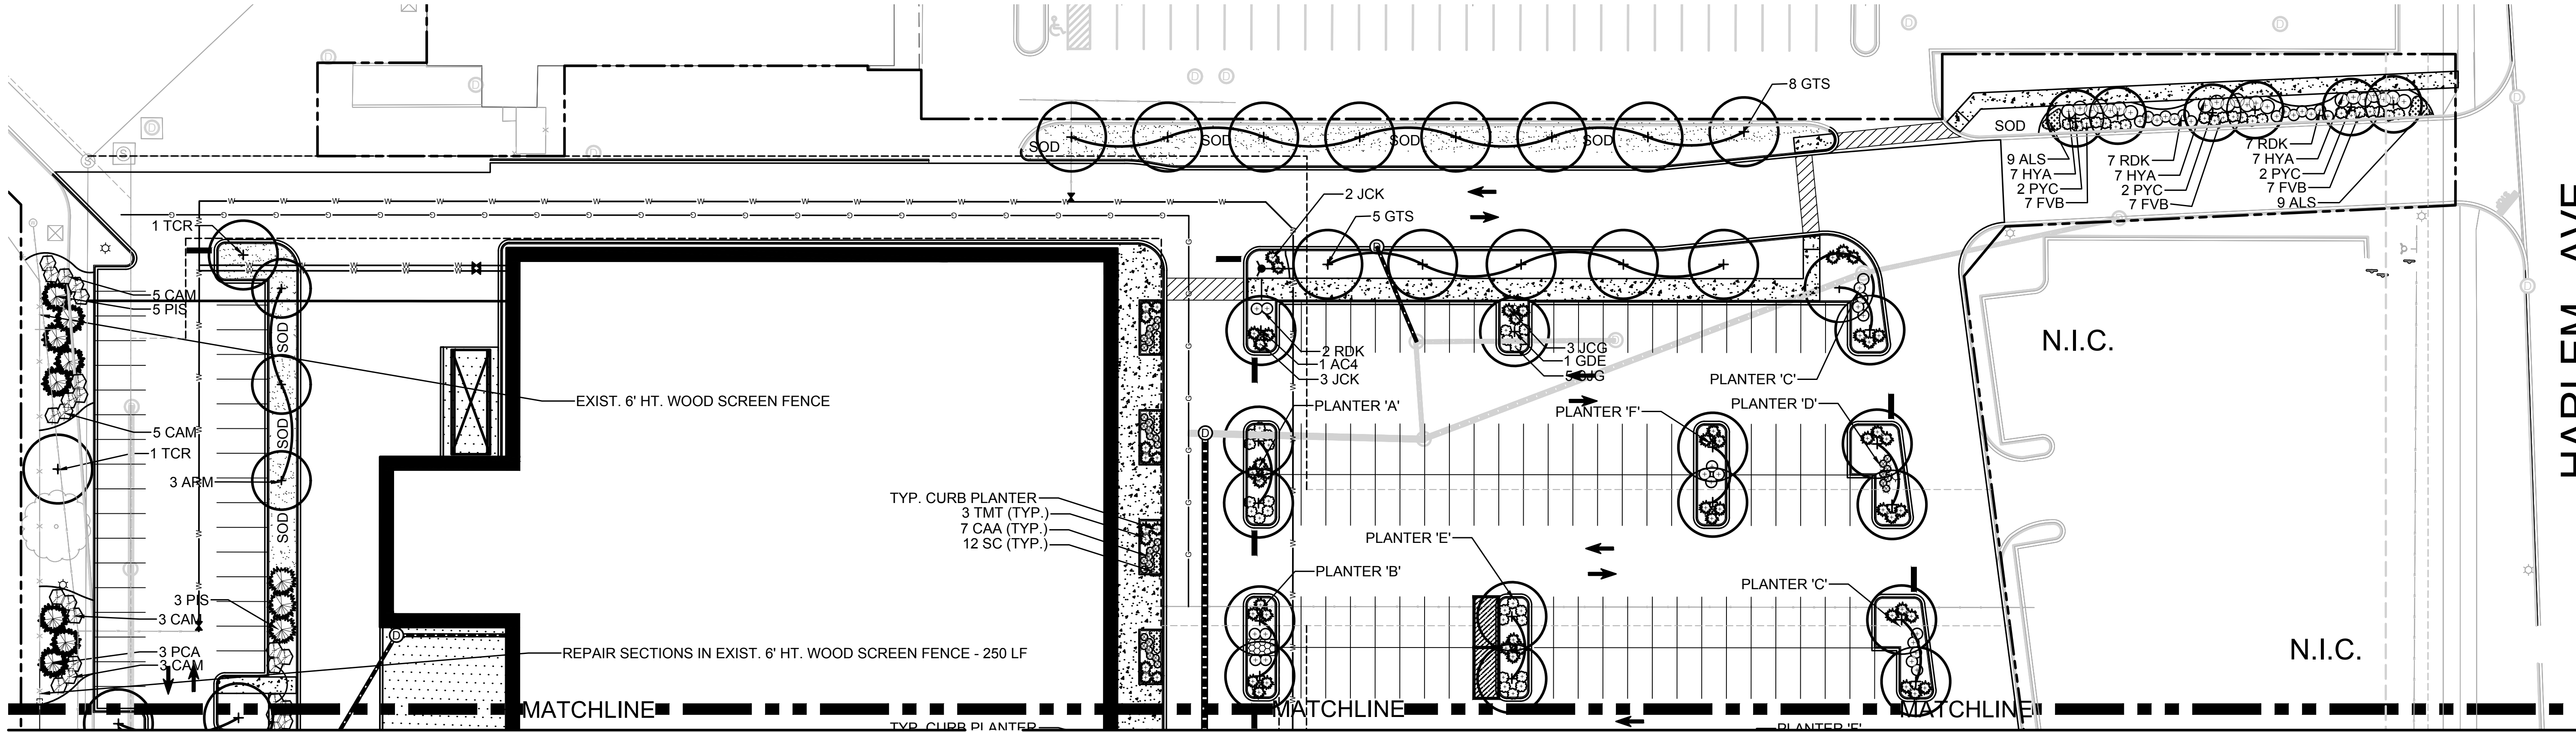 8 GTS
SOD
SOD
SOD
SOD
SOD
9 ALS
7 HYA
2 PYC
7 FVB
7 RDK
7 HYA
2 PYC
7 FVB
7 RDK
7 HYA
2 PYC
7 FVB
9 ALS
HARLEM AVE
2 JCK
5 GTS
1 TCR
5 CAM
5 PIS
SOD
2 RDK
1 AC4
3 JCK
3 JCG
1 GDE
N.I.C.
PLANTER 'C'
EXIST. 6' HT. WOOD SCREEN FENCE
PLANTER 'A'
PLANTER 'F'
PLANTER 'D'
5 CAM
SOD
1 TCR
3 ARM
TYP. CURB PLANTER
3 TMT (TYP.)
7 CAA (TYP.)
12 SC (TYP.)
SOD
PLANTER 'E'
PLANTER 'B'
PLANTER 'C'
3 PIS
3 CAM
3 PCA
3 CAM
REPAIR SECTIONS IN EXIST. 6' HT. WOOD SCREEN FENCE - 250 LF
N.I.C.
MATCHLINE
MATCHLINE
MATCHLINE
TYP. CURB PLANTER